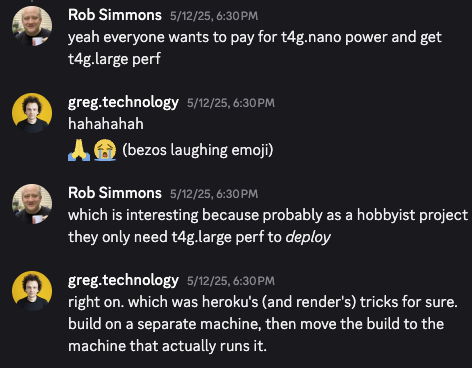 Rob Simmons 5/12/25, 6:30 PM
yeah everyone wants to pay for t4g.nano power and get
t4g.large perf
greg.technology 5/12/25, 6:30 PM
hahahahah
🙏😭 (bezos laughing emoji)
Rob Simmons 5/12/25, 6:30 PM
which is interesting because probably as a hobbyist project
they only need t4g.large perf to deploy
greg.technology 5/12/25, 6:30 PM
right on. which was heroku's (and render's) tricks for sure.
build on a separate machine, then move the build to the
machine that actually runs it.